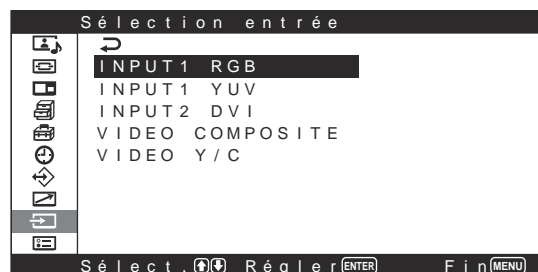 Sélection entrée
INPUT1 RGB
INPUT1 YUV
INPUT2 DVI
VIDEO COMPOSITE
VIDEO Y/C
Sélect. Régler ENTER Fin MENU